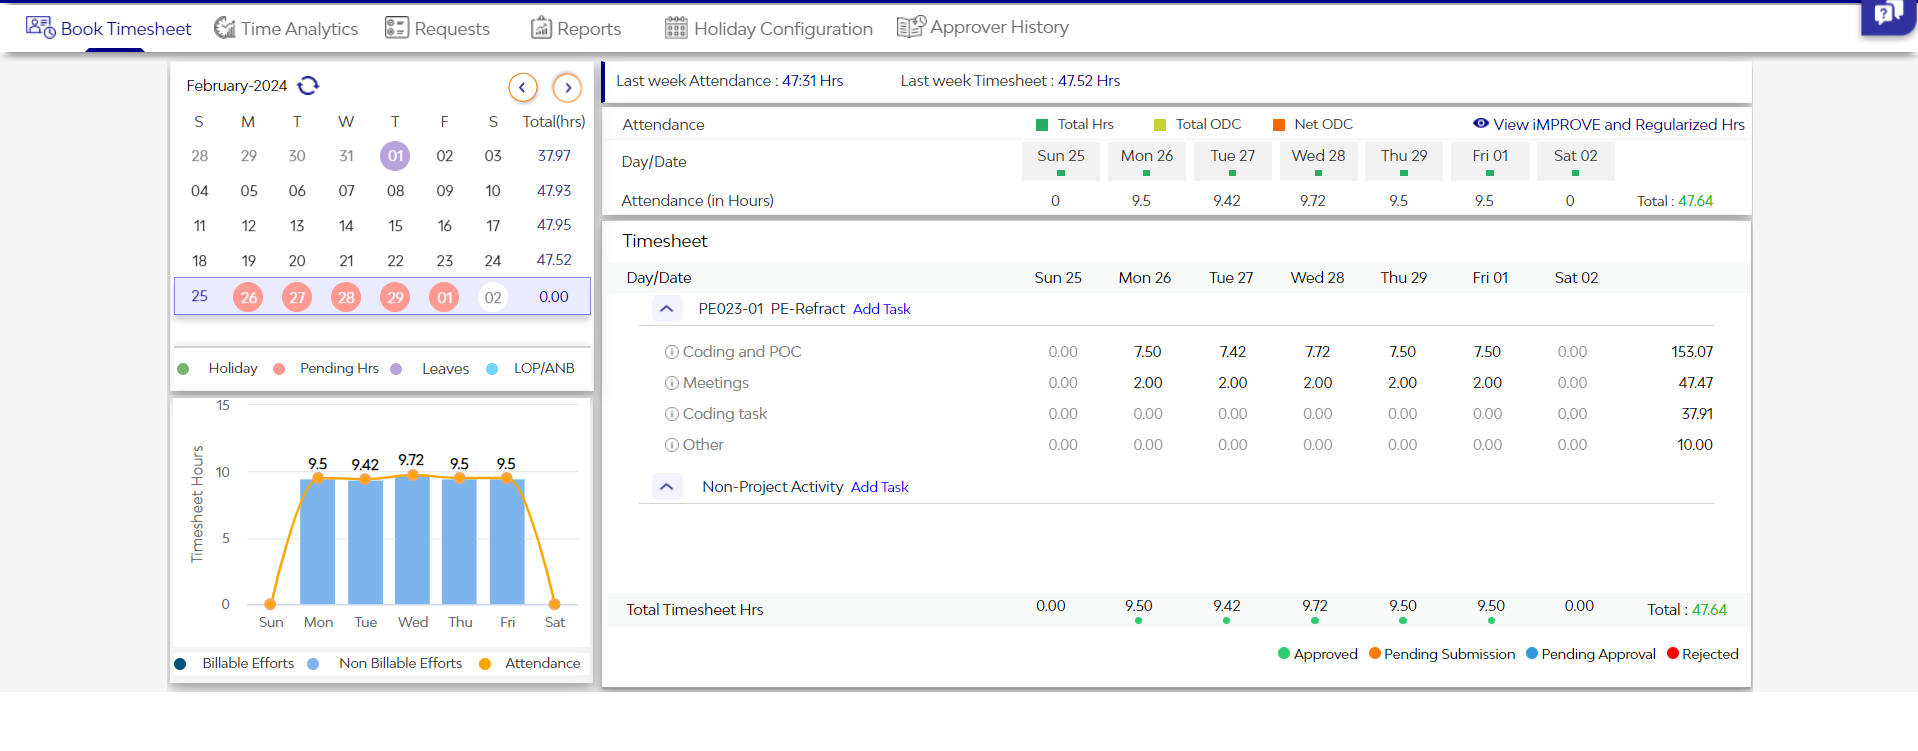 Book Timesheet Time Analytics Requests Reports Holiday Configuration Approver History
February-2024
S M T W T F S Total(hrs)
28 29 30 31 01 02 03 37.97
04 05 06 07 08 09 10 47.93
11 12 13 14 15 16 17 47.95
18 19 20 21 22 23 24 47.52
25 26 27 28 29 01 02 0.00
Holiday Pending Hrs Leaves LOP/ANB
15
10
5
0
Timesheet Hours
9.5 9.42 9.72 9.5 9.5
Sun Mon Tue Wed Thu Fri Sat
Billable Efforts Non Billable Efforts Attendance
Last week Attendance : 47:31 Hrs Last week Timesheet : 47.52 Hrs
Attendance Total Hrs Total ODC Net ODC View iMPROVE and Regularized Hrs
Day/Date Sun 25 Mon 26 Tue 27 Wed 28 Thu 29 Fri 01 Sat 02
Attendance (in Hours) 0 9.5 9.42 9.72 9.5 9.5 0 Total : 47.64
Timesheet
Day/Date Sun 25 Mon 26 Tue 27 Wed 28 Thu 29 Fri 01 Sat 02
PE023-01 PE-Refract Add Task
Coding and POC 0.00 7.50 7.42 7.72 7.50 7.50 0.00 153.07
Meetings 0.00 2.00 2.00 2.00 2.00 2.00 0.00 47.47
Coding task 0.00 0.00 0.00 0.00 0.00 0.00 0.00 37.91
Other 0.00 0.00 0.00 0.00 0.00 0.00 0.00 10.00
Non-Project Activity Add Task
Total Timesheet Hrs 0.00 9.50 9.42 9.72 9.50 9.50 0.00 Total : 47.64
Approved Pending Submission Pending Approval Rejected